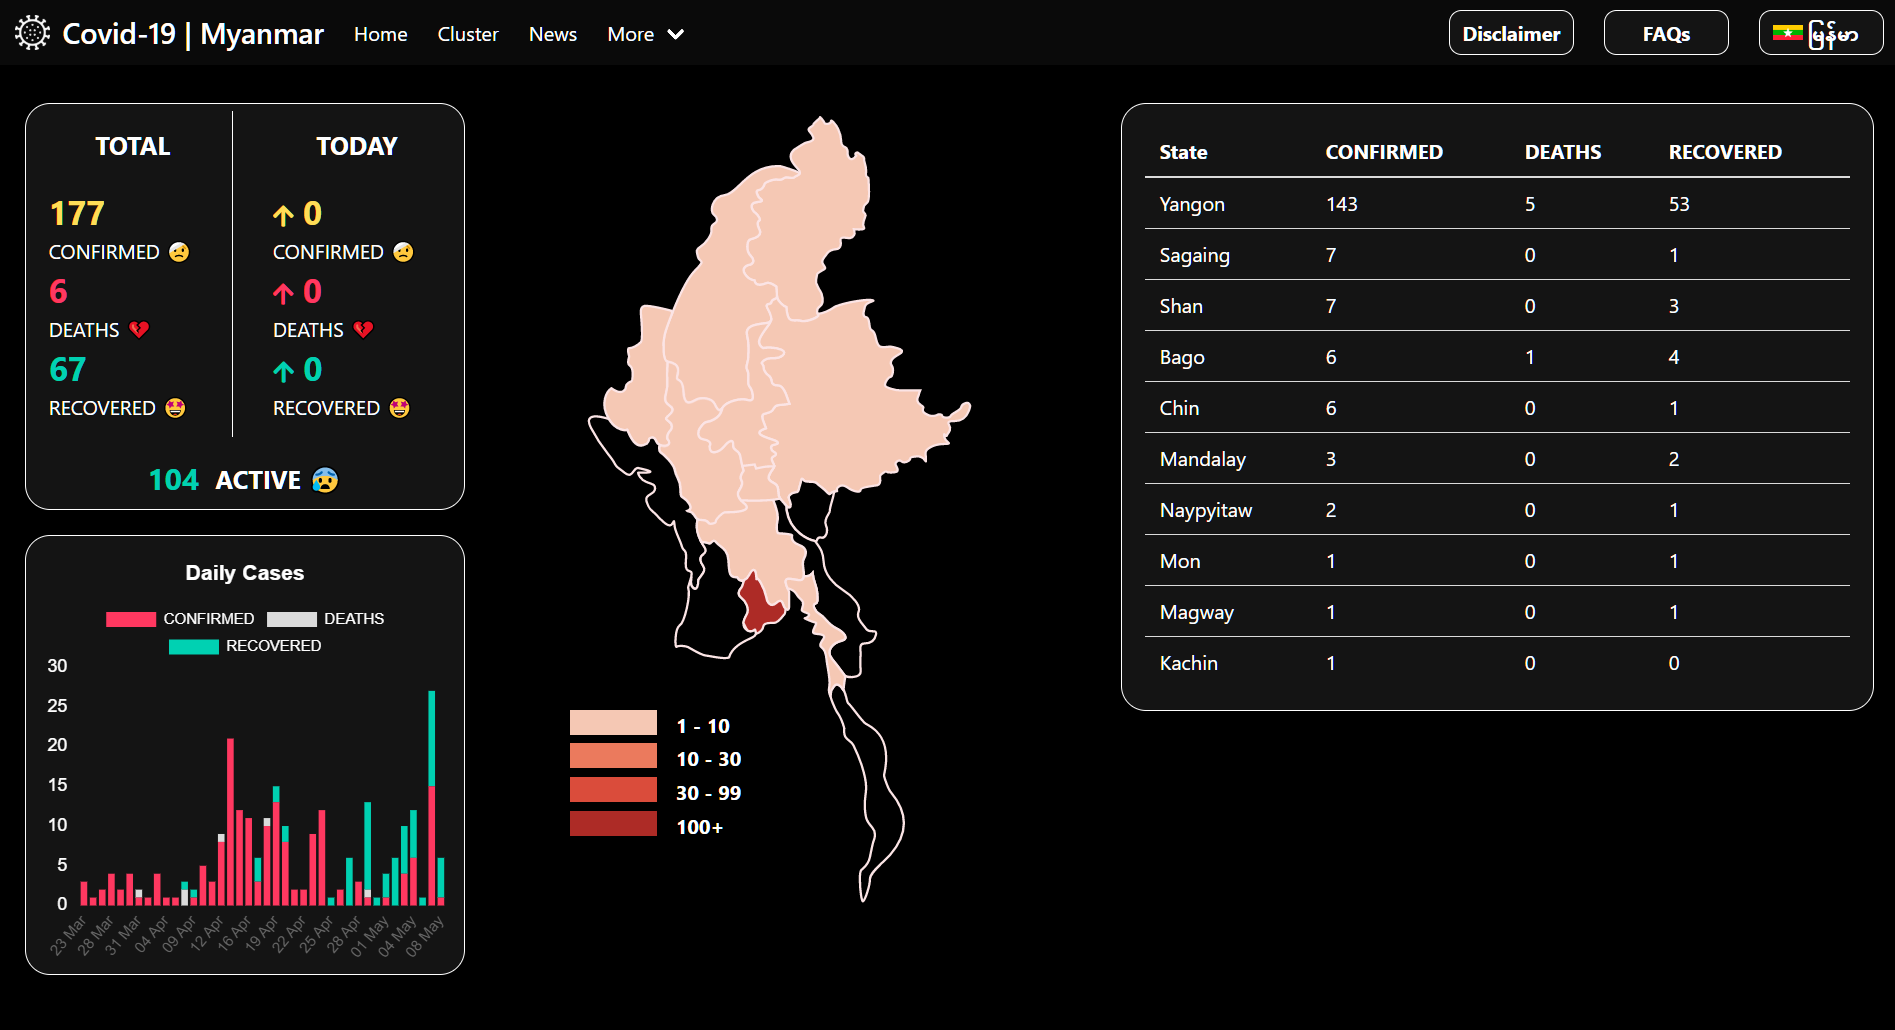 Covid-19 | Myanmar Home Cluster News More Disclaimer FAQs မြန်မာ
TOTAL TODAY
177 0
CONFIRMED CONFIRMED
6 0
DEATHS DEATHS
67 0
RECOVERED RECOVERED
104 ACTIVE
Daily Cases
CONFIRMED DEATHS
RECOVERED
30
25
20
15
10
5
0
23 Mar 28 Mar 31 Mar 04 Apr 09 Apr 12 Apr 16 Apr 19 Apr 22 Apr 25 Apr 28 Apr 01 May 04 May 08 May
1 - 10
10 - 30
30 - 99
100+
State CONFIRMED DEATHS RECOVERED
Yangon 143 5 53
Sagaing 7 0 1
Shan 7 0 3
Bago 6 1 4
Chin 6 0 1
Mandalay 3 0 2
Naypyitaw 2 0 1
Mon 1 0 1
Magway 1 0 1
Kachin 1 0 0